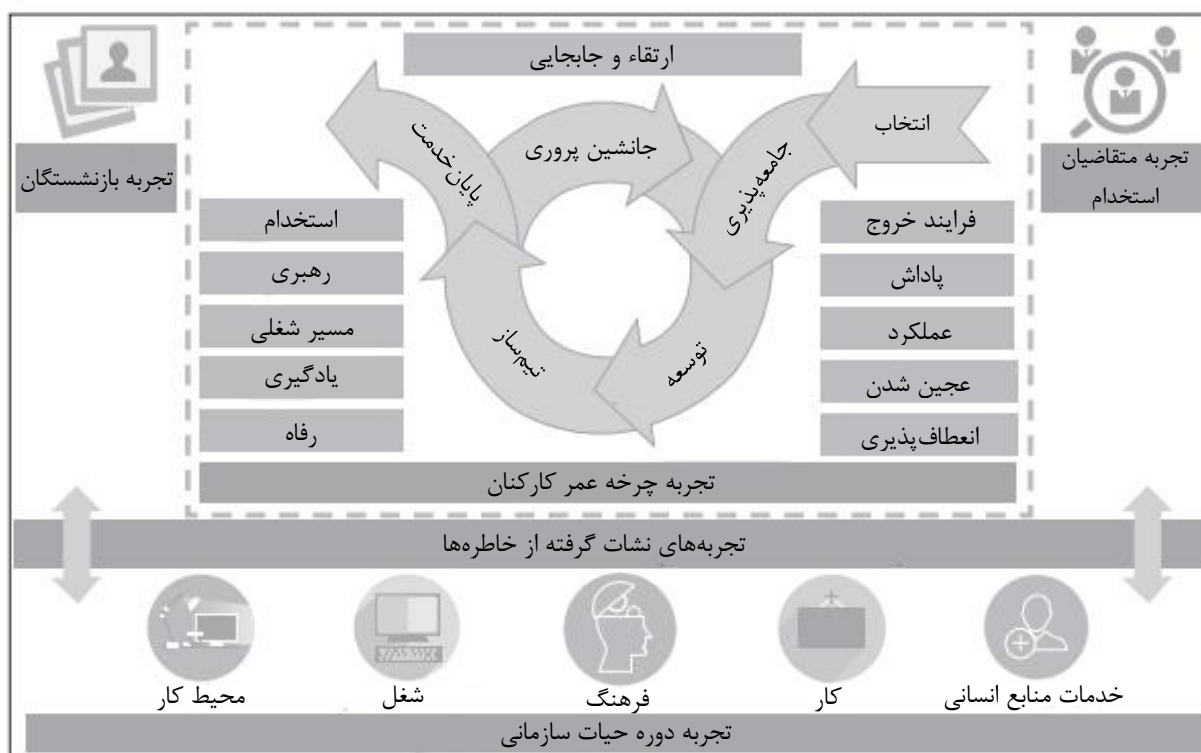 ارتقاء و جابجایی
تجربه متقاضیان
استخدام
انتخاب
جامعه‌پذیری
توسعه
تیم‌ساز
پایان‌خدمت
جانشین پروری
تجربه بازنشستگان
فرایند خروج
پاداش
عملکرد
عجین شدن
انعطاف‌پذیری
استخدام
رهبری
مسیر شغلی
یادگیری
رفاه
تجربه چرخه عمر کارکنان
تجربه‌های نشات گرفته از خاطره‌ها
خدمات منابع انسانی
کار
فرهنگ
شغل
محیط کار
تجربه دوره حیات سازمانی